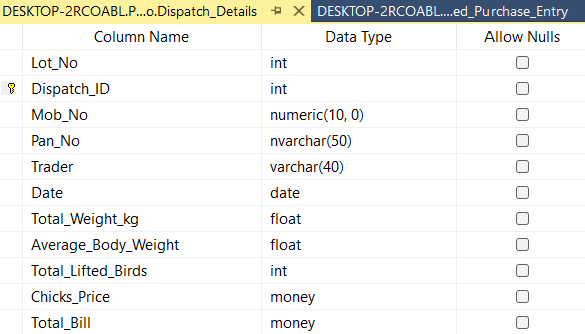 DESKTOP-2RCOABL.P...o.Dispatch_Details DESKTOP-2RCOABL....ed_Purchase_Entry
Column Name Data Type Allow Nulls
Lot_No int
Dispatch_ID int
Mob_No numeric(10, 0)
Pan_No nvarchar(50)
Trader varchar(40)
Date date
Total_Weight_kg float
Average_Body_Weight float
Total_Lifted_Birds int
Chicks_Price money
Total_Bill money